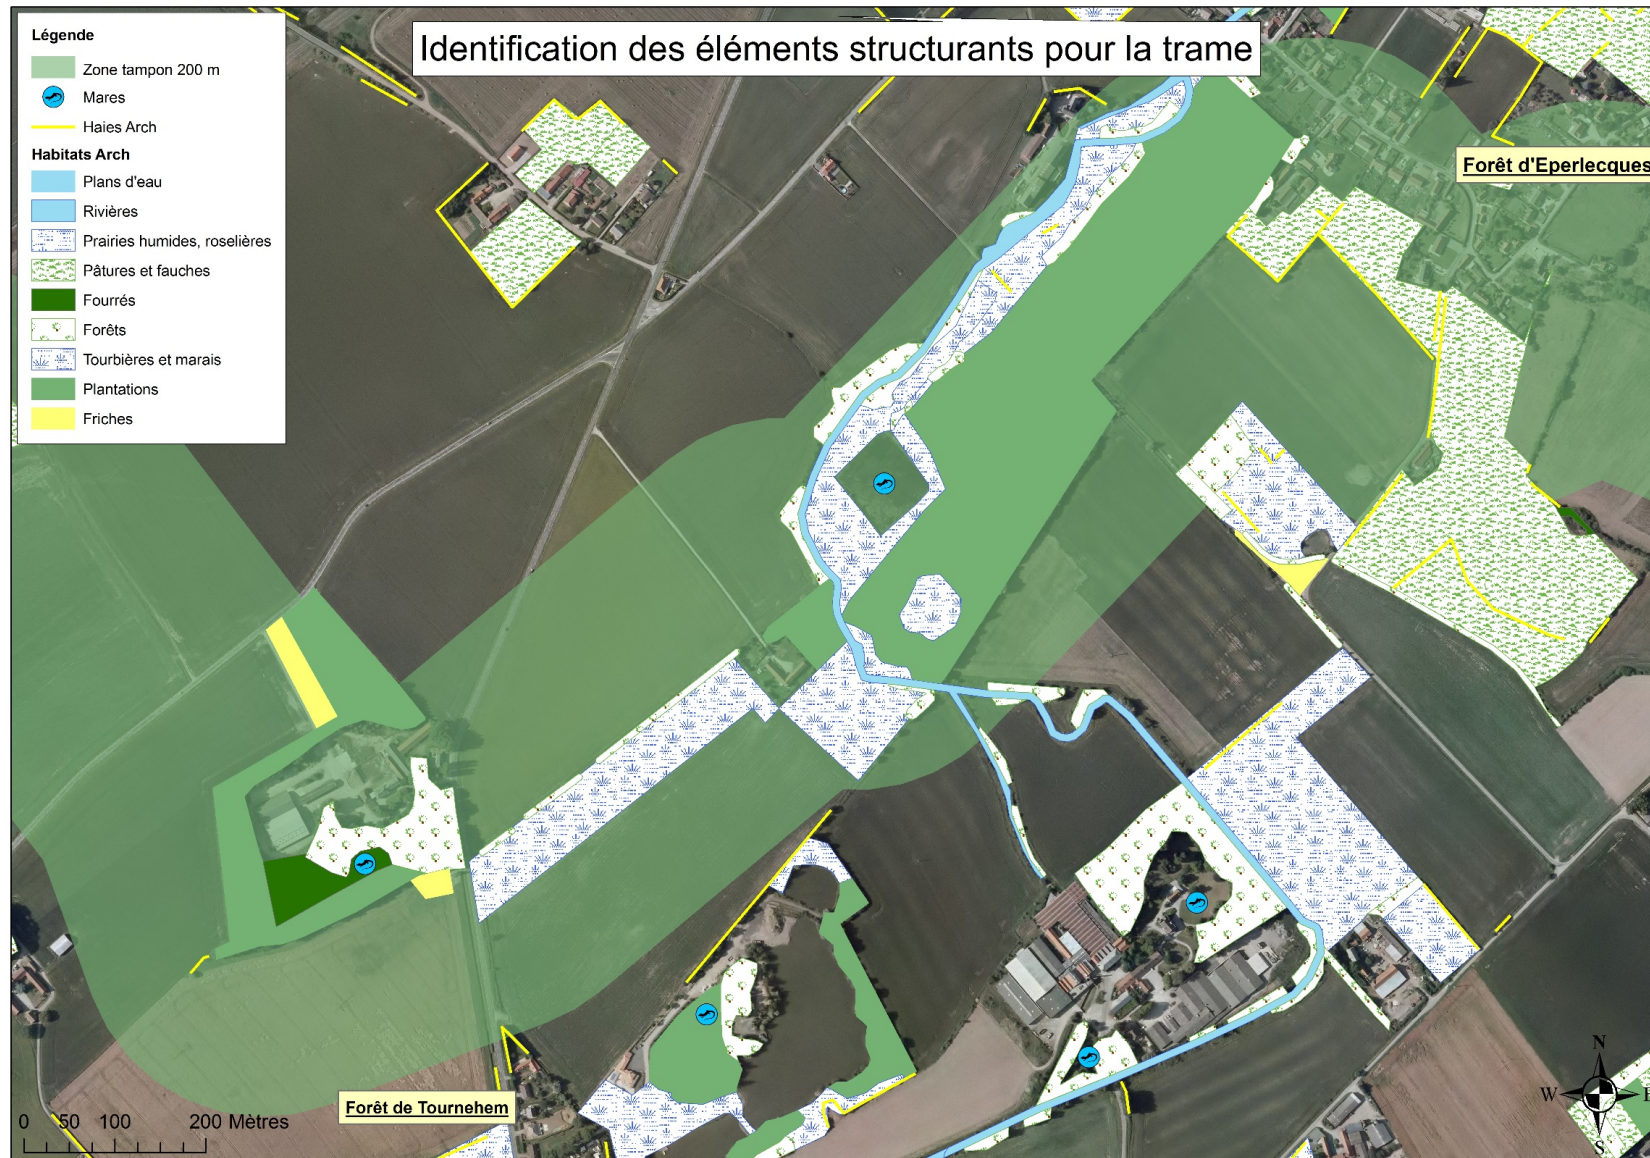 Identification des éléments structurants pour la trame
Légende
Zone tampon 200 m
Mares
Haies Arch
Habitats Arch
Plans d'eau
Rivières
Prairies humides, roselières
Pâtures et fauches
Fourrés
Forêts
Tourbières et marais
Plantations
Friches
Forêt d'Eperlecques
Forêt de Tournehem
0 50 100 200 Mètres
N
W E
S